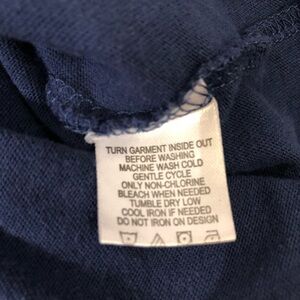 TURN GARMENT INSIDE OUT
BEFORE WASHING
MACHINE WASH COLD
GENTLE CYCLE
ONLY NON-CHLORINE
BLEACH WHEN NEEDED
TUMBLE DRY LOW
COOL IRON IF NEEDED
DO NOT IRON ON DESIGN